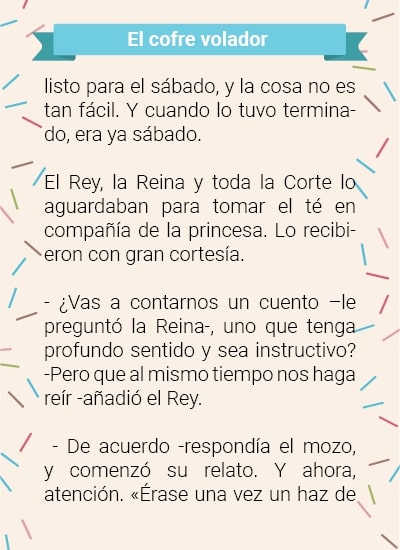 El cofre volador
listo para el sábado, y la cosa no es
tan fácil. Y cuando lo tuvo termina-
do, era ya sábado.
El Rey, la Reina y toda la Corte lo
aguardaban para tomar el té en
compañía de la princesa. Lo recibi-
eron con gran cortesía.
- ¿Vas a contarnos un cuento –le
preguntó la Reina-, uno que tenga
profundo sentido y sea instructivo?
-Pero que al mismo tiempo nos haga
reír -añadió el Rey.
- De acuerdo -respondía el mozo,
y comenzó su relato. Y ahora,
atención. «Érase una vez un haz de